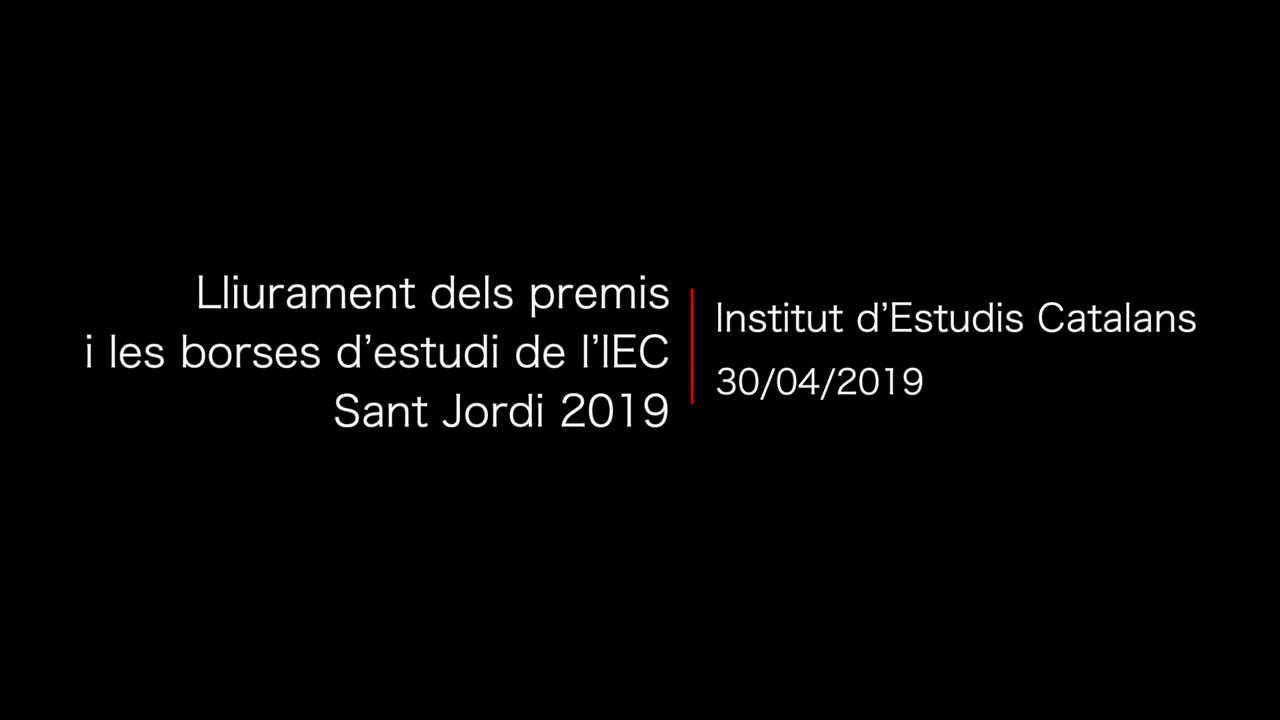 Lliurament dels premis
i les borses d’estudi de l’IEC
Sant Jordi 2019
Institut d’Estudis Catalans
30/04/2019